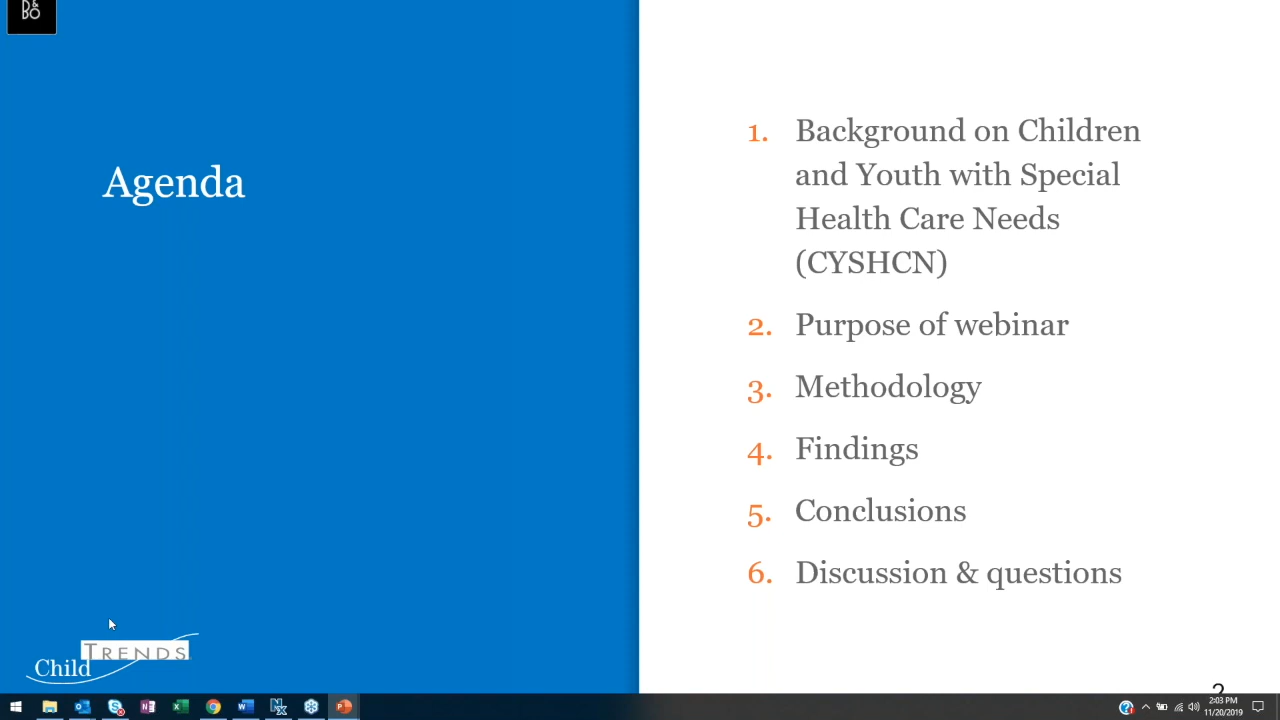 B&O
Agenda
1. Background on Children
and Youth with Special
Health Care Needs
(CYSHCN)
2. Purpose of webinar
3. Methodology
4. Findings
5. Conclusions
6. Discussion & questions
TRENDS
Child
2
2:03 PM
11/20/2019